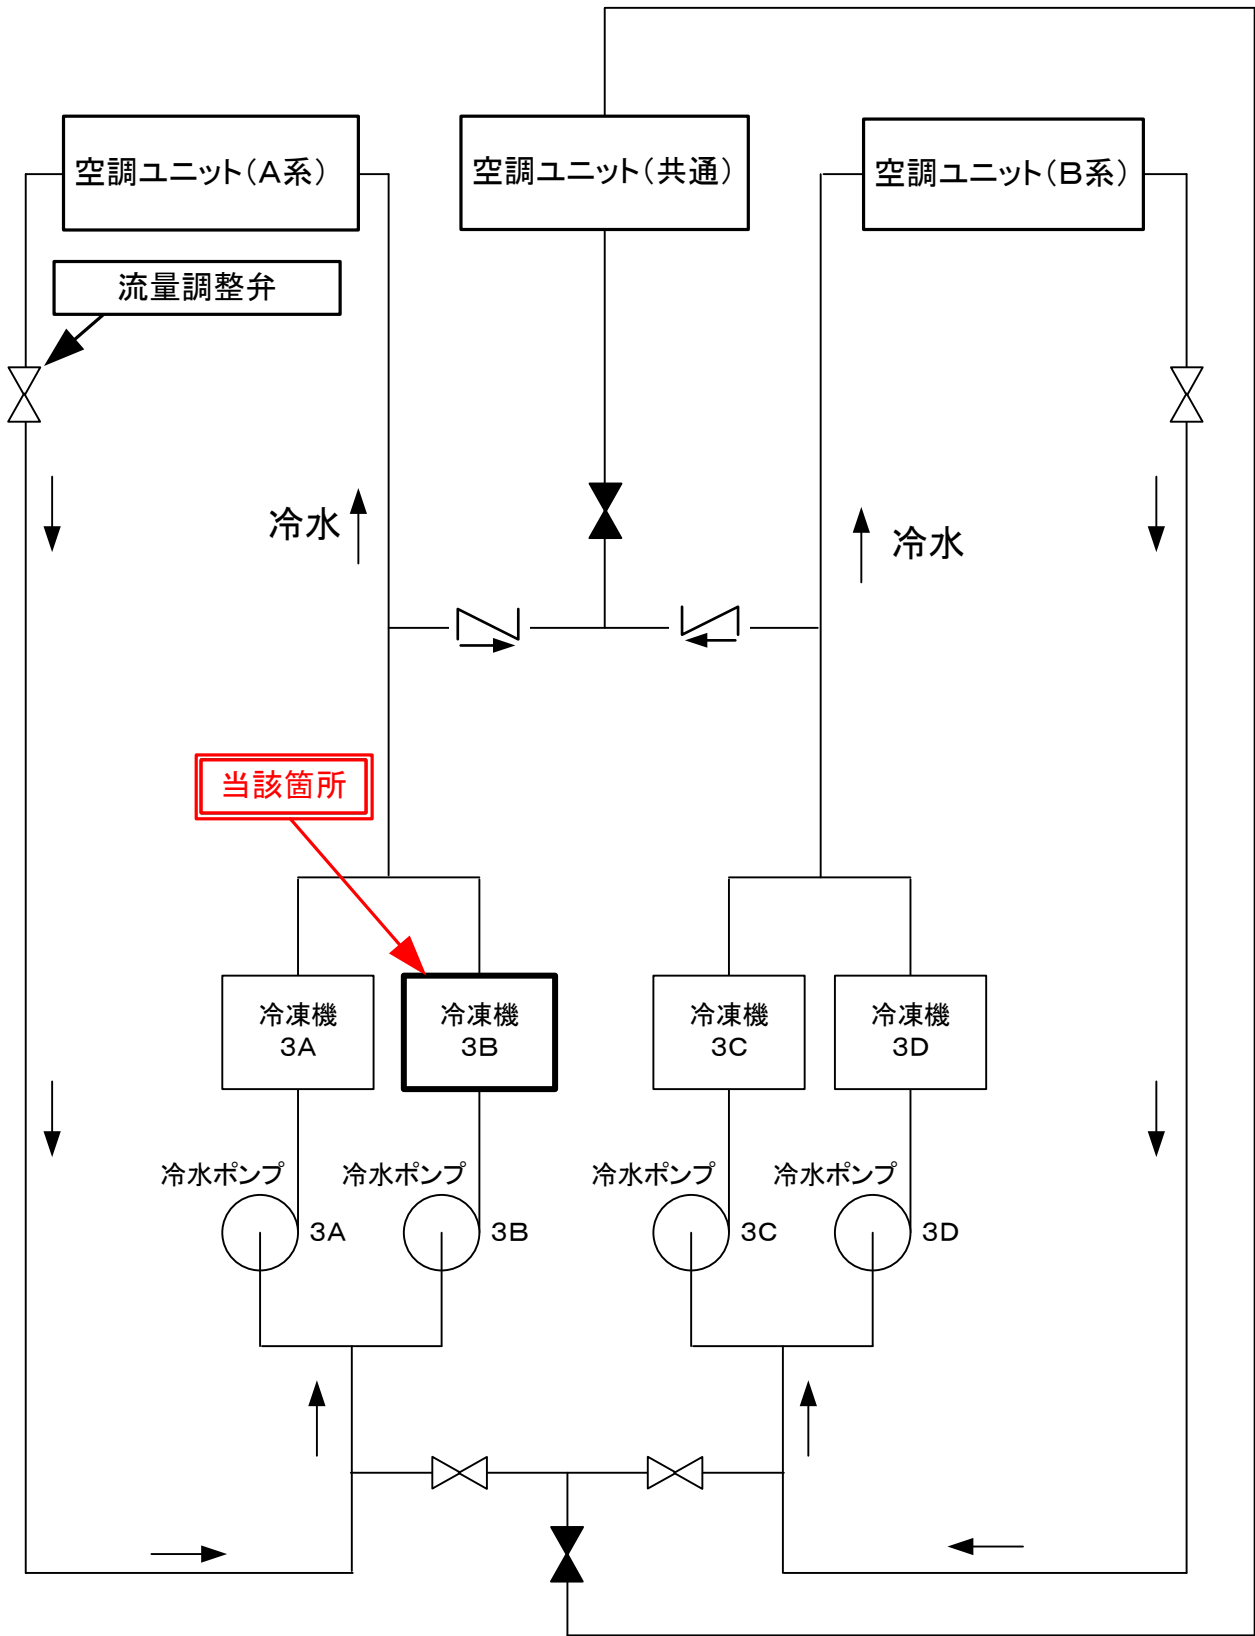 空調ユニット(A系)
空調ユニット(共通)
空調ユニット(B系)
流量調整弁
冷水
冷水
当該箇所
冷凍機
3A
冷凍機
3B
冷凍機
3C
冷凍機
3D
冷水ポンプ
3A
冷水ポンプ
3B
冷水ポンプ
3C
冷水ポンプ
3D